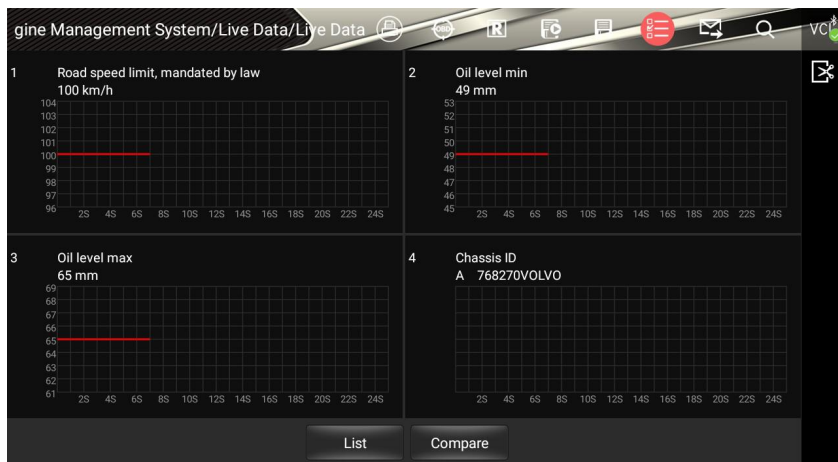 gine Management System/Live Data/Live Data
OBD
R
VCI
1 Road speed limit, mandated by law
100 km/h
104
103
102
101
100
99
98
97
96
2S 4S 6S 8S 10S 12S 14S 16S 18S 20S 22S 24S
2 Oil level min
49 mm
53
52
51
50
49
48
47
46
45
2S 4S 6S 8S 10S 12S 14S 16S 18S 20S 22S 24S
3 Oil level max
65 mm
69
68
67
66
65
64
63
62
61
2S 4S 6S 8S 10S 12S 14S 16S 18S 20S 22S 24S
4 Chassis ID
A 768270VOLVO
2S 4S 6S 8S 10S 12S 14S 16S 18S 20S 22S 24S
List Compare